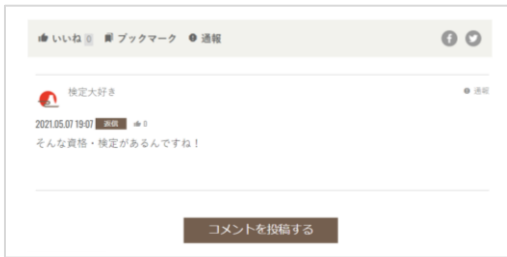 いいね 0 ブックマーク 通報
検定大好き 通報
2021.05.07 19:07 返信 0
そんな資格・検定があるんですね！
コメントを投稿する